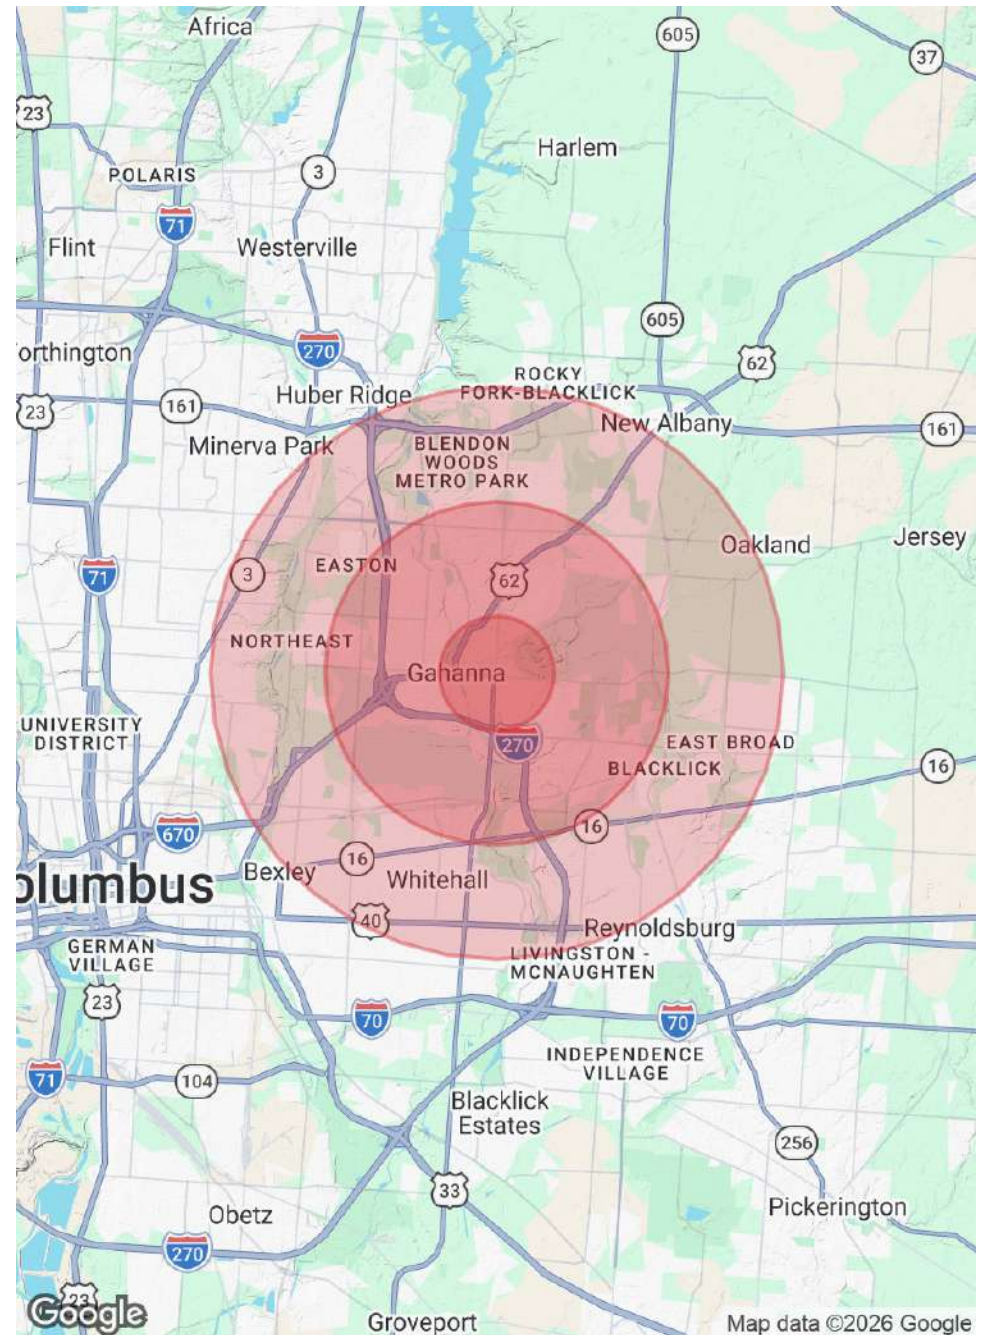 Africa
605
37
23
Harlem
3
POLARIS
71
Flint
Westerville
605
270
orthington
62
ROCKY
FORK-BLACKLICK
Huber Ridge
23
161
New Albany
161
Minerva Park
BLENDON
WOODS
METRO PARK
Oakland
Jersey
EASTON
71
3
62
NORTHEAST
Gahanna
UNIVERSITY
DISTRICT
270
EAST BROAD
BLACKLICK
16
670
16
16
Bexley
Whitehall
olumbus
40
Reynoldsburg
GERMAN
VILLAGE
LIVINGSTON -
MCNAUGHTEN
23
70
70
INDEPENDENCE
VILLAGE
71
104
Blacklick
Estates
256
33
Pickerington
Obetz
270
23
Google
Groveport
Map data ©2026 Google